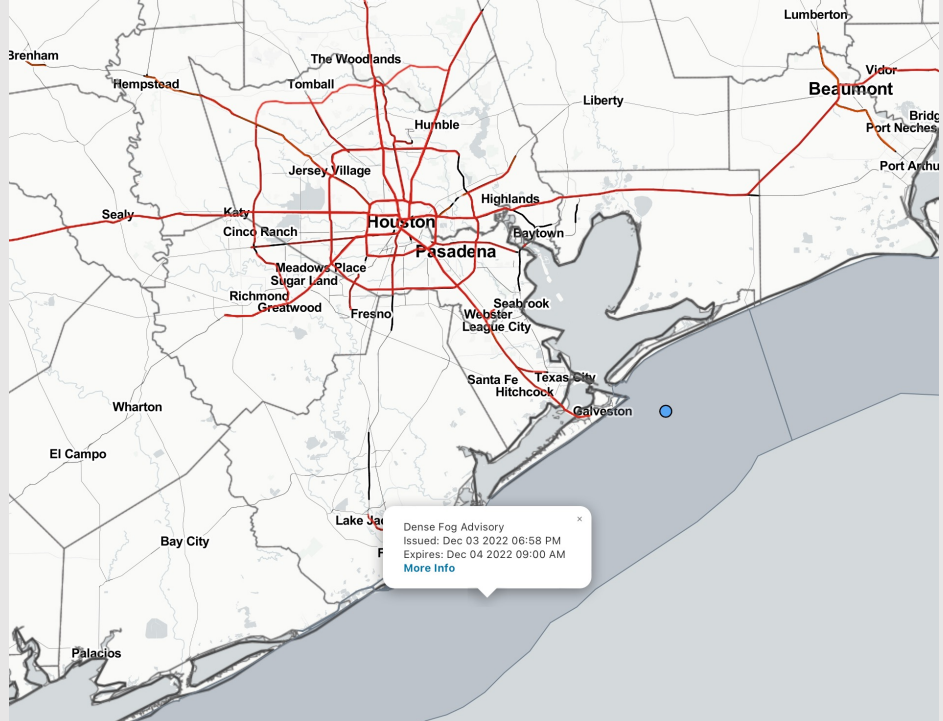 Lumberton
Brenham
The Woodlands
Vidor
Hempstead
Tomball
Beaumont
Liberty
Bridg
Humble
Port Neches
Port Arthu
Jersey Village
Highlands
Sealy
Katy
Houston
Cinco Ranch
Baytown
Pasadena
Meadows Place
Sugar Land
Richmond
Greatwood
Seabrook
Fresno
Webster
League City
Santa Fe
Texas City
Hitchcock
Wharton
Galveston
El Campo
Lake Jac
×
Dense Fog Advisory
Issued: Dec 03 2022 06:58 PM
Expires: Dec 04 2022 09:00 AM
More Info
F
Bay City
Palacios